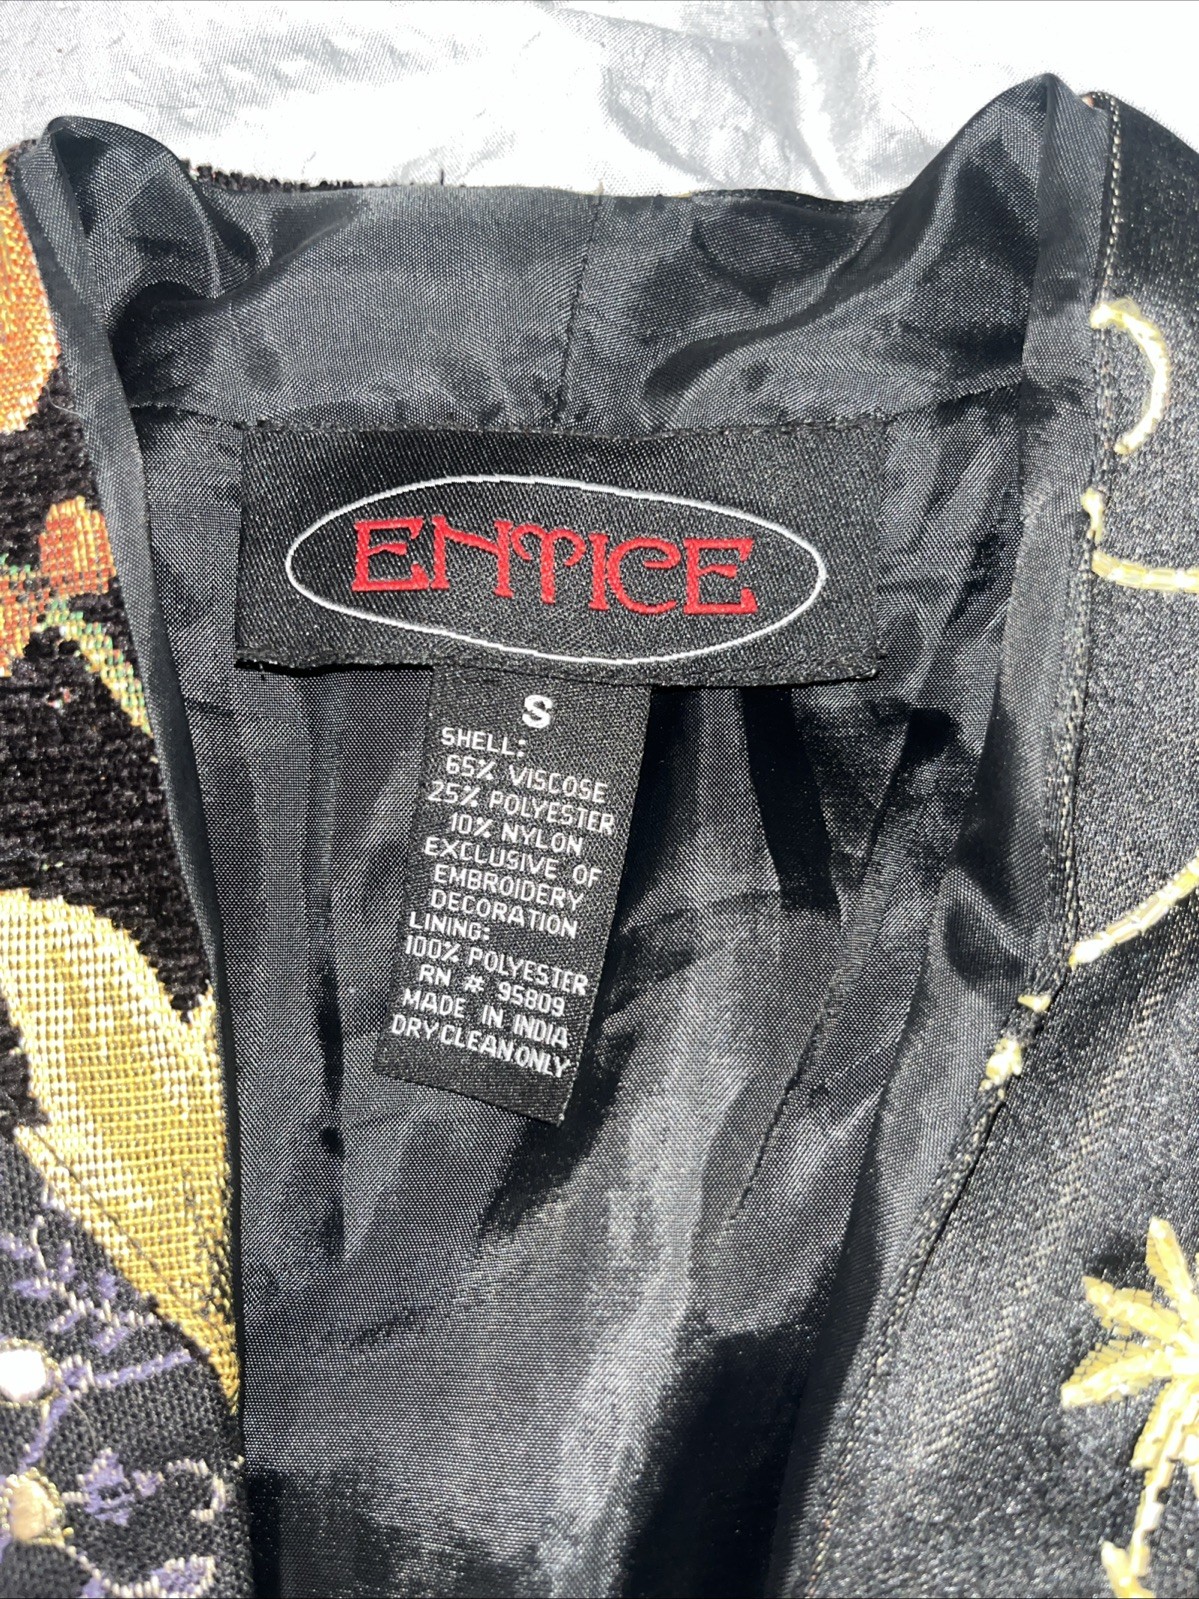 ENTICE
S
SHELL:
65% VISCOSE
25% POLYESTER
10% NYLON
EXCLUSIVE OF
EMBROIDERY
DECORATION
LINING:
100% POLYESTER
RN # 95809
MADE IN INDIA
DRY CLEAN ONLY